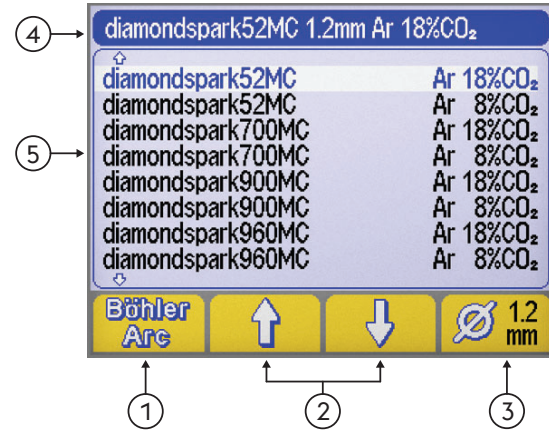 4
diamondspark52MC 1.2mm Ar 18%CO₂
5
diamondspark52MC Ar 18%CO₂
diamondspark52MC Ar 8%CO₂
diamondspark700MC Ar 18%CO₂
diamondspark700MC Ar 8%CO₂
diamondspark900MC Ar 18%CO₂
diamondspark900MC Ar 8%CO₂
diamondspark960MC Ar 18%CO₂
diamondspark960MC Ar 8%CO₂
Böhler
Arc
Ø 1.2
mm
1
2
3